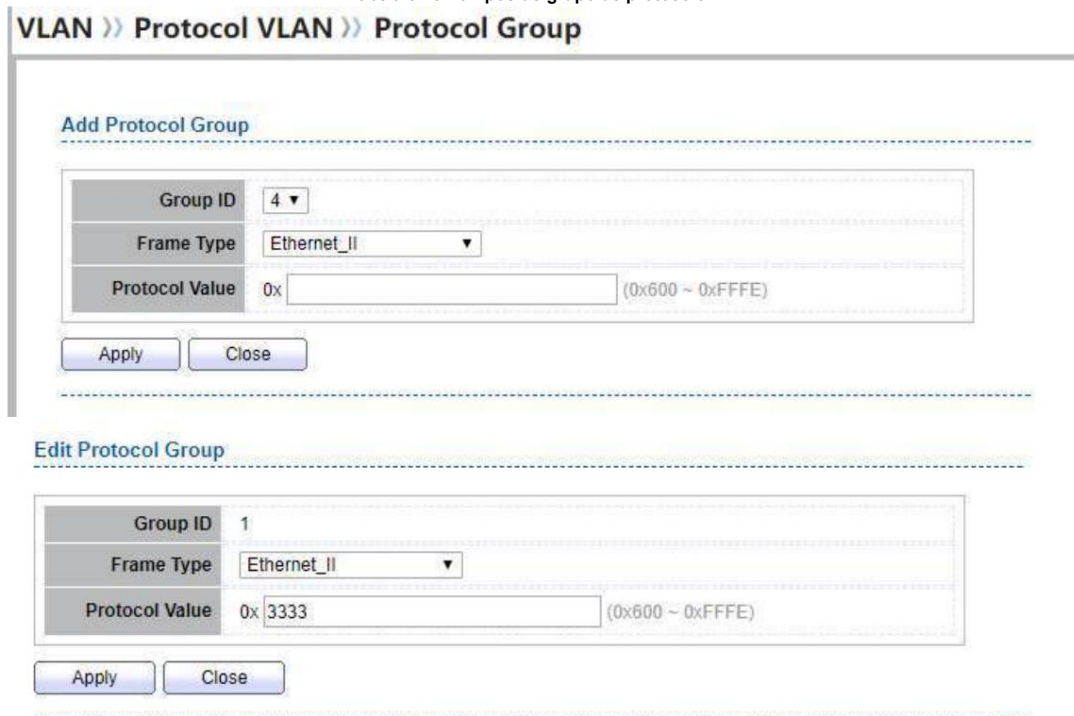 VLAN 》 Protocol VLAN 》 Protocol Group
Add Protocol Group
Group ID 4 ▼
Frame Type Ethernet_II ▼
Protocol Value 0x (0x600 ~ 0xFFFE)
Apply Close
Edit Protocol Group
Group ID 1
Frame Type Ethernet_II ▼
Protocol Value 0x 3333 (0x600 ~ 0xFFFE)
Apply Close